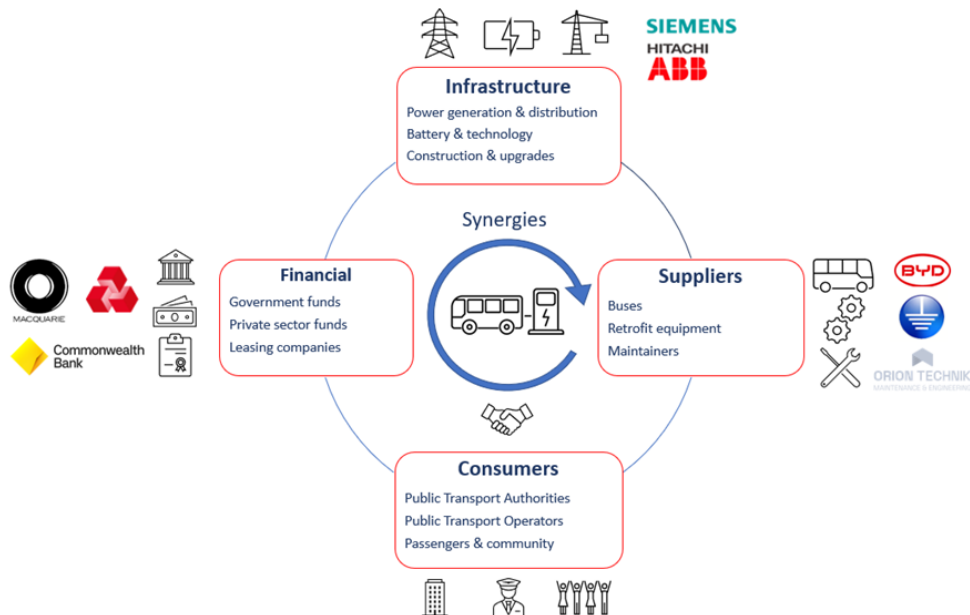 SIEMENS
HITACHI
ABB
Infrastructure
Power generation & distribution
Battery & technology
Construction & upgrades
Synergies
Financial
Government funds
Private sector funds
Leasing companies
MACQUARIE
Commonwealth
Bank
Suppliers
Buses
Retrofit equipment
Maintainers
BYD
ORION TECHNIK
MAINTENANCE & ENGINEERING
Consumers
Public Transport Authorities
Public Transport Operators
Passengers & community